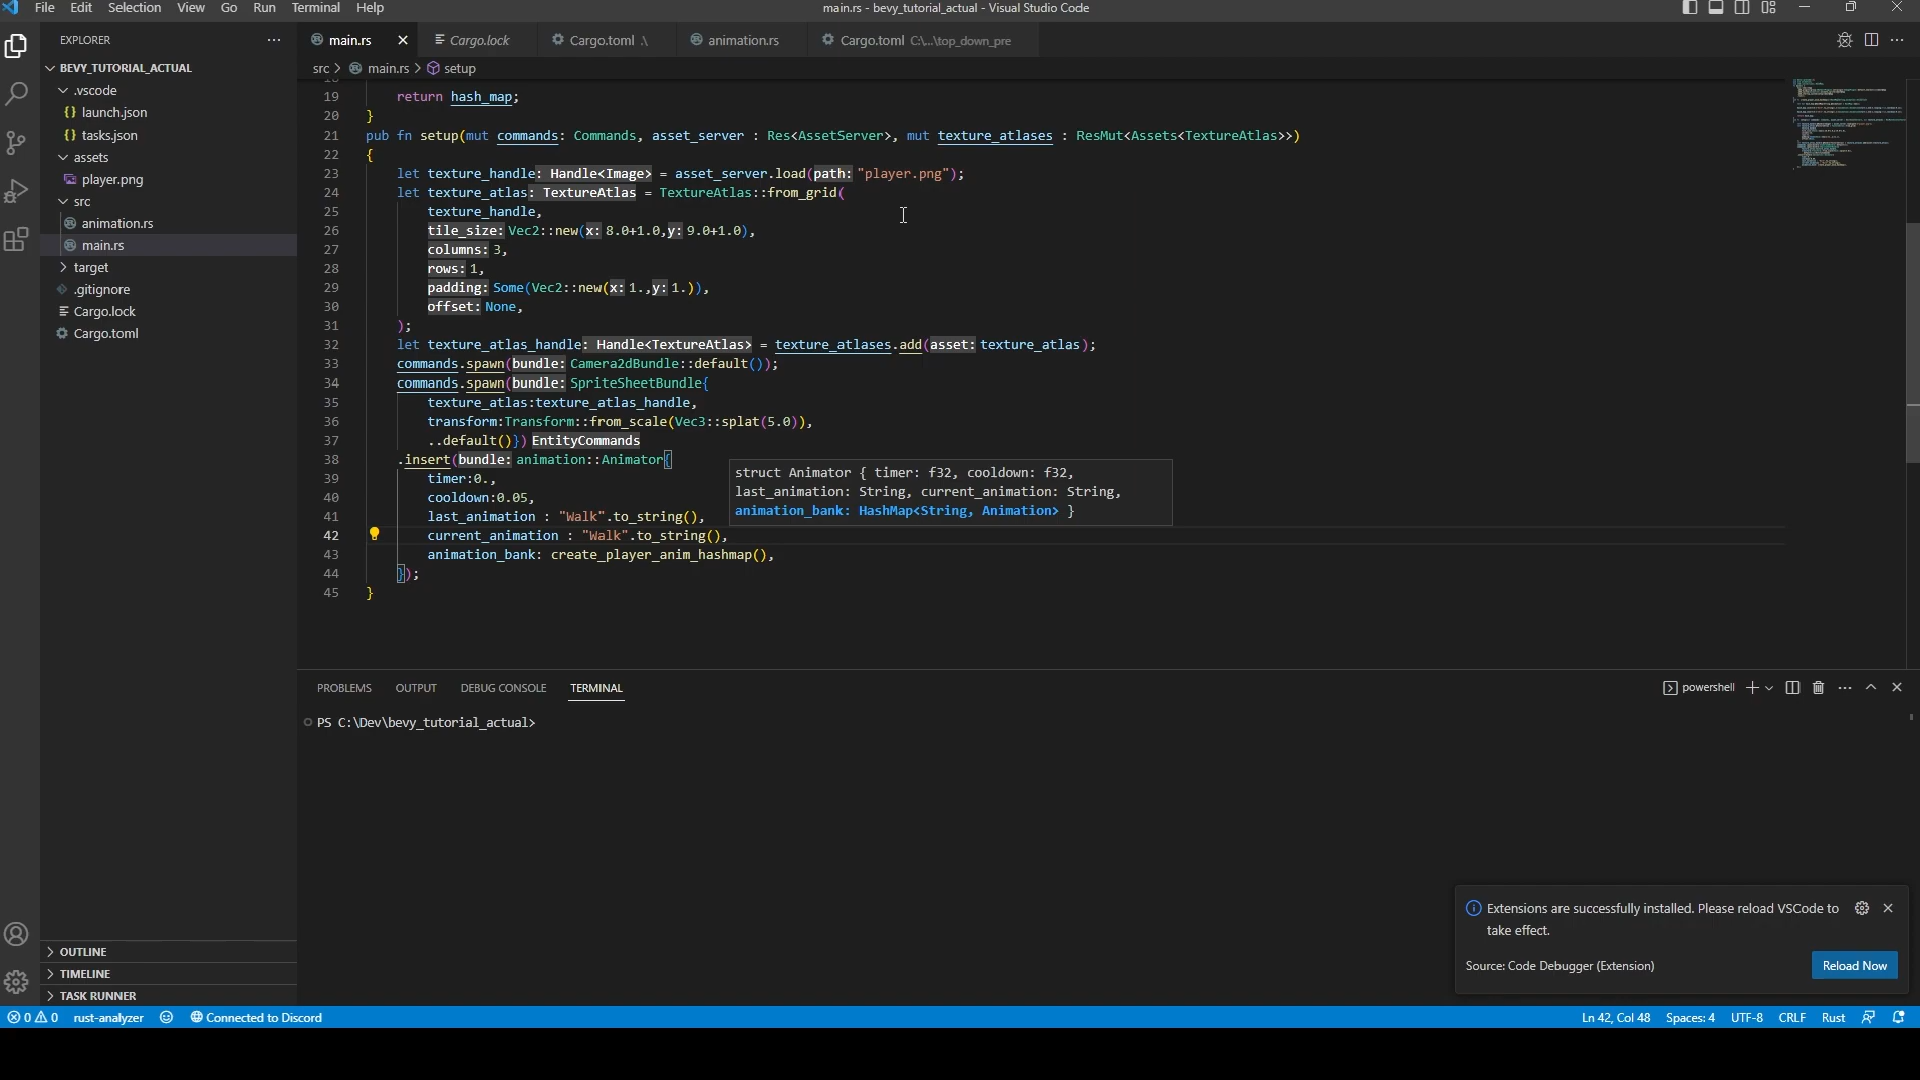 File Edit Selection View Go Run Terminal Help
main.rs - bevy_tutorial_actual - Visual Studio Code
EXPLORER
main.rs
Cargo.lock
Cargo.toml .\
animation.rs
Cargo.toml C:\...\top_down_pre
BEVY_TUTORIAL_ACTUAL
src > main.rs > setup
.vscode
launch.json
tasks.json
assets
player.png
src
animation.rs
main.rs
target
.gitignore
Cargo.lock
Cargo.toml
19 return hash_map;
20 }
21 pub fn setup(mut commands: Commands, asset_server : Res<AssetServer>, mut texture_atlases : ResMut<Assets<TextureAtlas>>)
22 {
23 let texture_handle: Handle<Image> = asset_server.load(path: "player.png");
24 let texture_atlas: TextureAtlas = TextureAtlas::from_grid(
25 texture_handle,
26 tile_size: Vec2::new(x: 8.0+1.0,y: 9.0+1.0),
27 columns: 3,
28 rows: 1,
29 padding: Some(Vec2::new(x: 1.,y: 1.)),
30 offset: None,
31 );
32 let texture_atlas_handle: Handle<TextureAtlas> = texture_atlases.add(asset: texture_atlas);
33 commands.spawn(bundle: Camera2dBundle::default());
34 commands.spawn(bundle: SpriteSheetBundle{
35 texture_atlas:texture_atlas_handle,
36 transform:Transform::from_scale(Vec3::splat(5.0)),
37 ..default()}) EntityCommands
38 .insert(bundle: animation::Animator{
39 timer:0.,
40 cooldown:0.05,
41 last_animation : "Walk".to_string(),
42 current_animation : "Walk".to_string(),
43 animation_bank: create_player_anim_hashmap(),
44 });
45 }
struct Animator { timer: f32, cooldown: f32,
last_animation: String, current_animation: String,
animation_bank: HashMap<String, Animation> }
PROBLEMS OUTPUT DEBUG CONSOLE TERMINAL
powershell
PS C:\Dev\bevy_tutorial_actual>
Extensions are successfully installed. Please reload VSCode to
take effect.
Source: Code Debugger (Extension)
Reload Now
OUTLINE
TIMELINE
TASK RUNNER
0 0 rust-analyzer Connected to Discord
Ln 42, Col 48 Spaces: 4 UTF-8 CRLF Rust